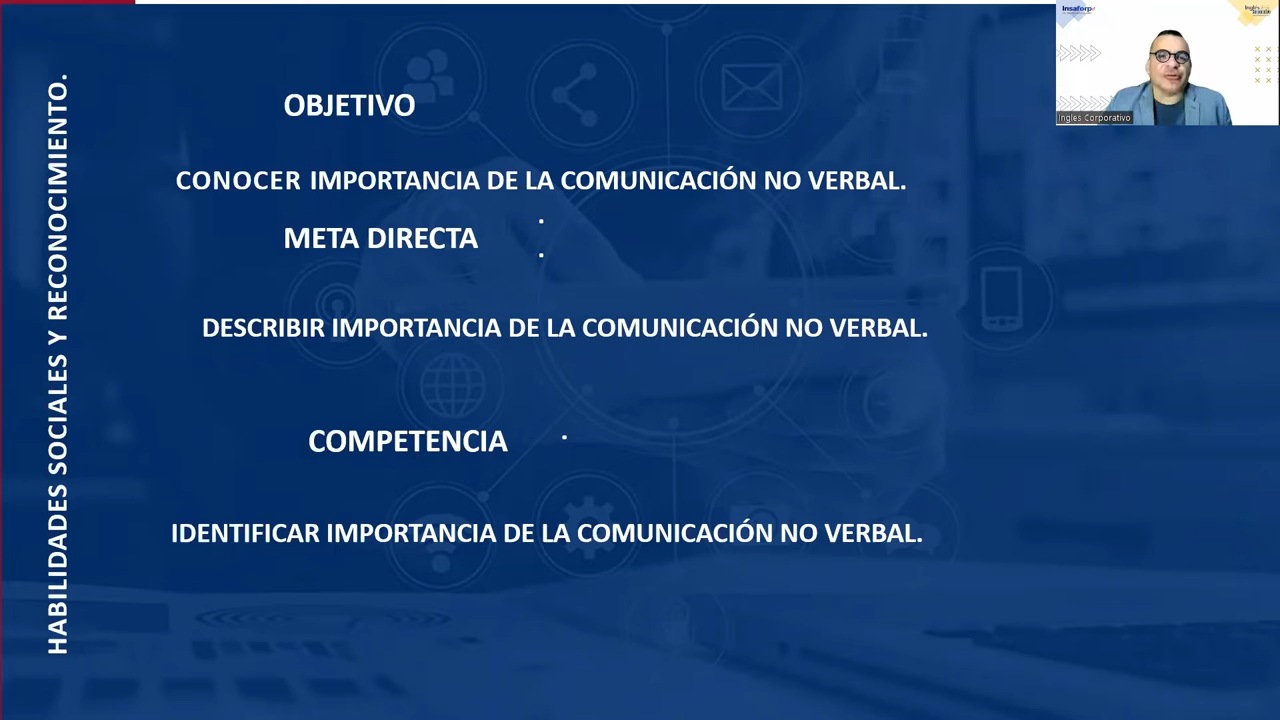 HABILIDADES SOCIALES Y RECONOCIMIENTO.
OBJETIVO
CONOCER IMPORTANCIA DE LA COMUNICACIÓN NO VERBAL.
META DIRECTA
DESCRIBIR IMPORTANCIA DE LA COMUNICACIÓN NO VERBAL.
COMPETENCIA
IDENTIFICAR IMPORTANCIA DE LA COMUNICACIÓN NO VERBAL.
Insaforp
Ingles Corporativo